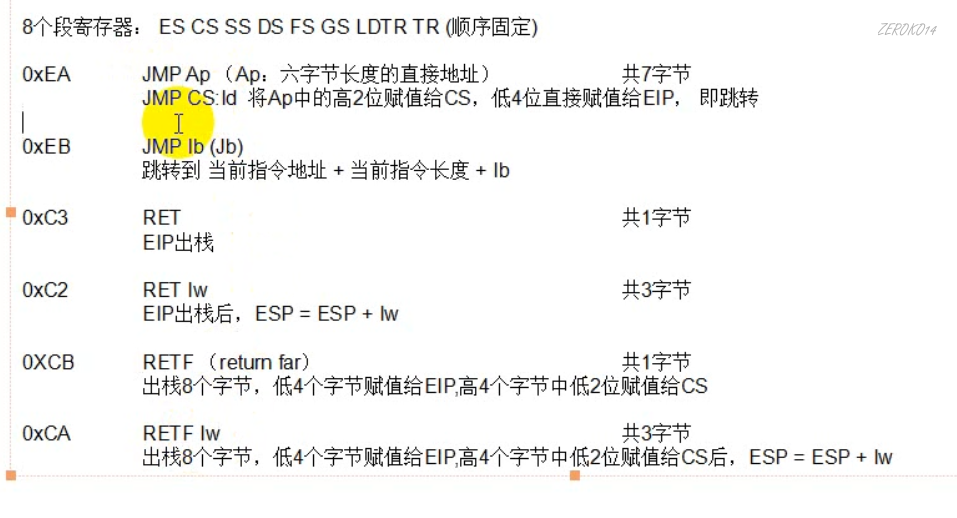 8个段寄存器： ES CS SS DS FS GS LDTR TR (顺序固定)
ZEROKO14
0xEA JMP Ap （Ap：六字节长度的直接地址） 共7字节
JMP CS:Id 将Ap中的高2位赋值给CS，低4位直接赋值给EIP， 即跳转
0xEB JMP Ib (Jb)
跳转到 当前指令地址 + 当前指令长度 + Ib
0xC3 RET 共1字节
EIP出栈
0xC2 RET Iw 共3字节
EIP出栈后，ESP = ESP + Iw
0XCB RETF （return far） 共1字节
出栈8个字节，低4个字节赋值给EIP,高4个字节中低2位赋值给CS
0xCA RETF Iw 共3字节
出栈8个字节，低4个字节赋值给EIP,高4个字节中低2位赋值给CS后，ESP = ESP + Iw